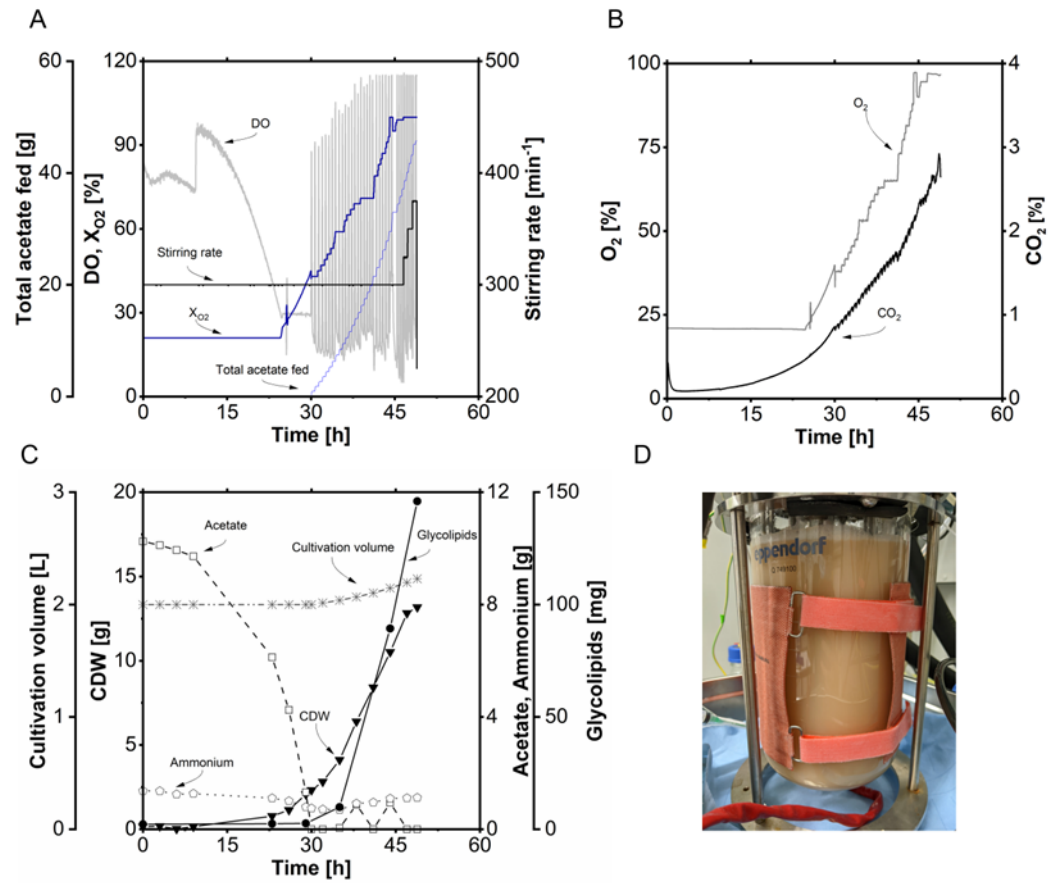 A
Total acetate fed [g]
60
40
20
0
DO, X_O2 [%]
120
90
60
30
0
DO
Stirring rate
X_O2
Total acetate fed
500
400
300
200
Stirring rate [min⁻¹]
0
15
30
45
60
Time [h]
B
O₂ [%]
100
75
50
25
0
O₂
CO₂
4
3
2
1
0
CO₂ [%]
0
15
30
45
60
Time [h]
C
Cultivation volume [L]
3
2
1
0
CDW [g]
20
15
10
5
0
Acetate
Cultivation volume
Glycolipids
CDW
Ammonium
12
8
4
0
Acetate, Ammonium [g]
150
100
50
0
Glycolipids [mg]
0
15
30
45
60
Time [h]
D
eppendorf